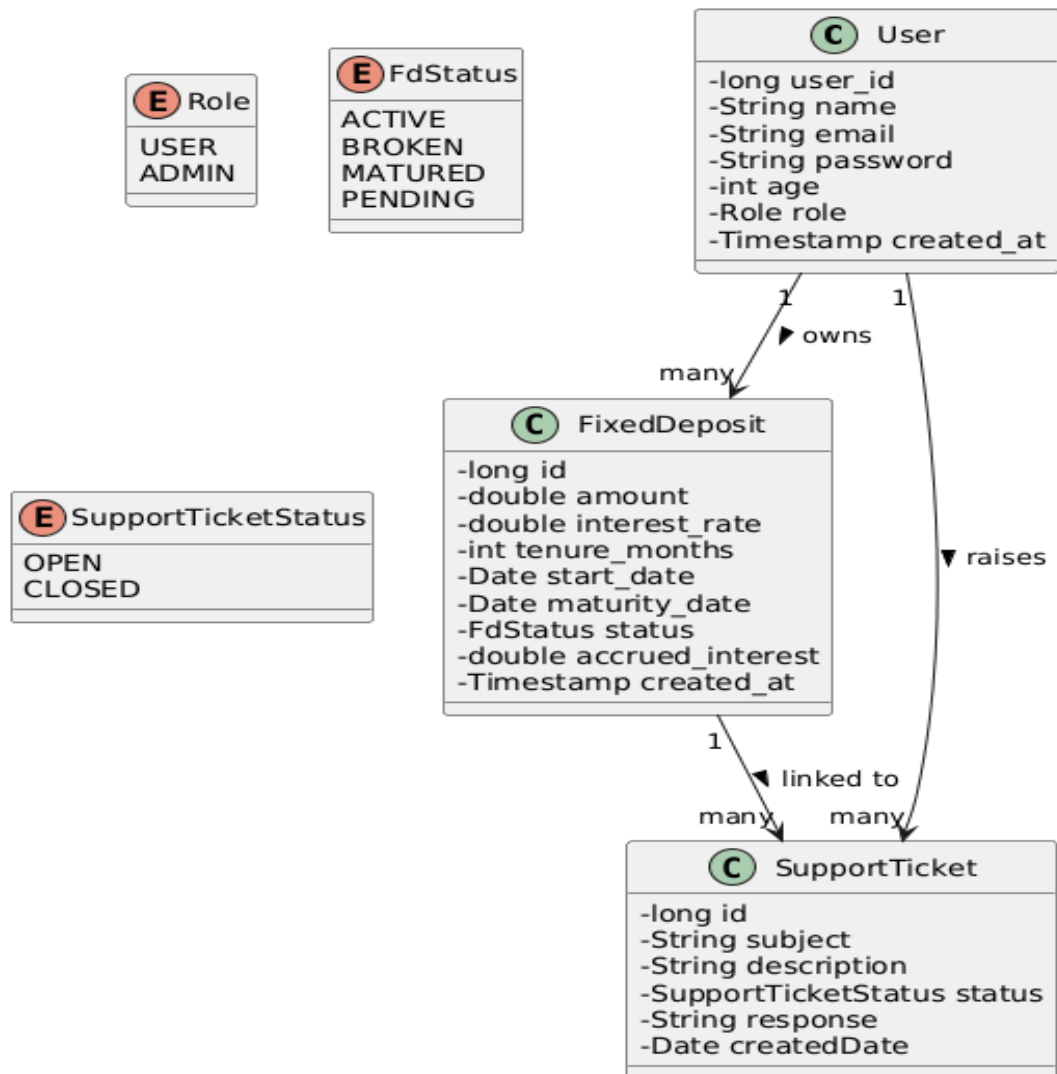 E Role
USER
ADMIN
E FdStatus
ACTIVE
BROKEN
MATURED
PENDING
C User
-long user_id
-String name
-String email
-String password
-int age
-Role role
-Timestamp created_at
1
1
owns
many
C FixedDeposit
-long id
-double amount
-double interest_rate
-int tenure_months
-Date start_date
-Date maturity_date
-FdStatus status
-double accrued_interest
-Timestamp created_at
E SupportTicketStatus
OPEN
CLOSED
raises
1
linked to
many
many
C SupportTicket
-long id
-String subject
-String description
-SupportTicketStatus status
-String response
-Date createdDate